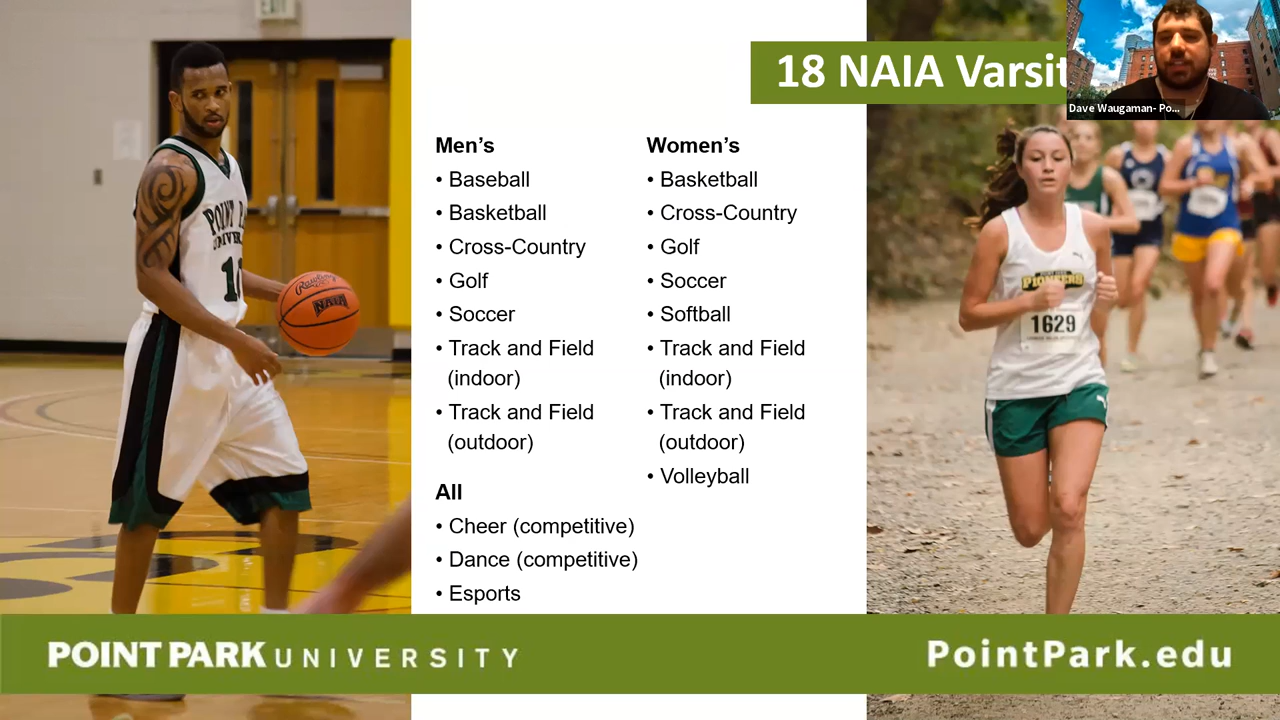 18 NAIA Varsit
Dave Waugaman- Po...
Men's
• Baseball
• Basketball
• Cross-Country
• Golf
• Soccer
• Track and Field
(indoor)
• Track and Field
(outdoor)
All
• Cheer (competitive)
• Dance (competitive)
• Esports
Women's
• Basketball
• Cross-Country
• Golf
• Soccer
• Softball
• Track and Field
(indoor)
• Track and Field
(outdoor)
• Volleyball
POINT
Rawlings
NAIA
PIONEERS
1629
POINT PARK UNIVERSITY
PointPark.edu